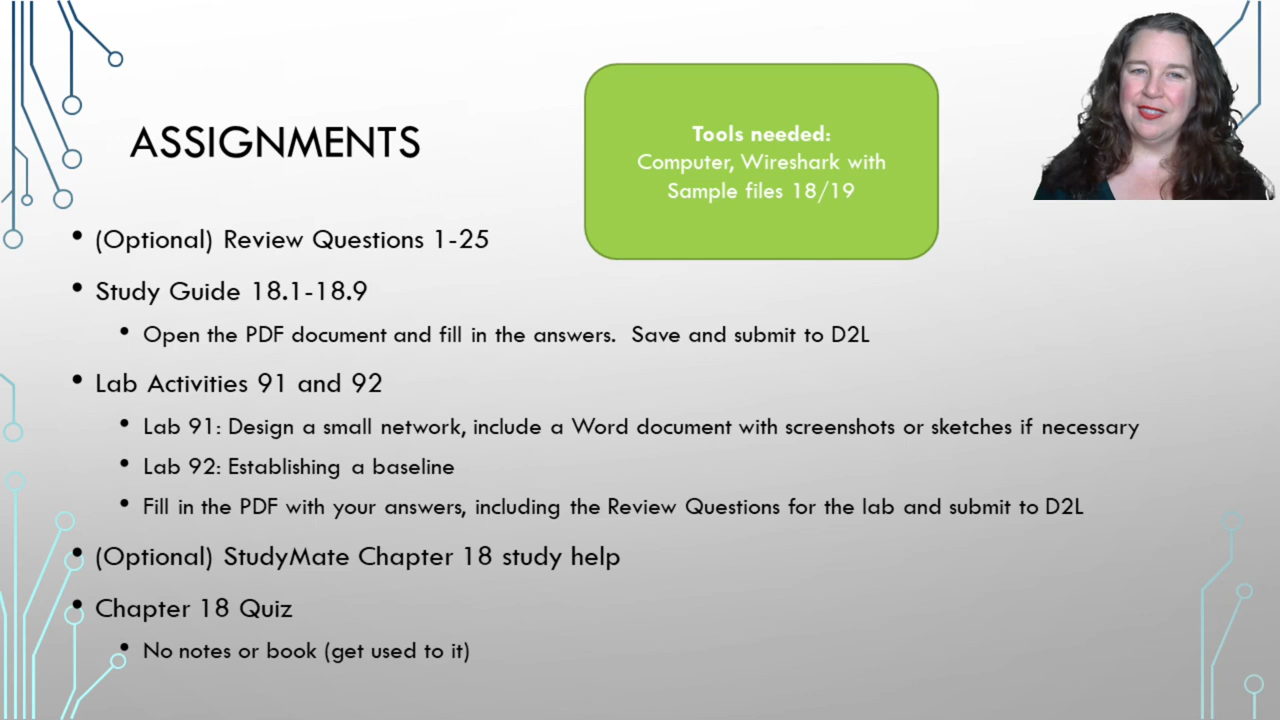 ASSIGNMENTS
Tools needed:
Computer, Wireshark with
Sample files 18/19
• (Optional) Review Questions 1-25
• Study Guide 18.1-18.9
• Open the PDF document and fill in the answers.  Save and submit to D2L
• Lab Activities 91 and 92
• Lab 91: Design a small network, include a Word document with screenshots or sketches if necessary
• Lab 92: Establishing a baseline
• Fill in the PDF with your answers, including the Review Questions for the lab and submit to D2L
• (Optional) StudyMate Chapter 18 study help
• Chapter 18 Quiz
• No notes or book (get used to it)